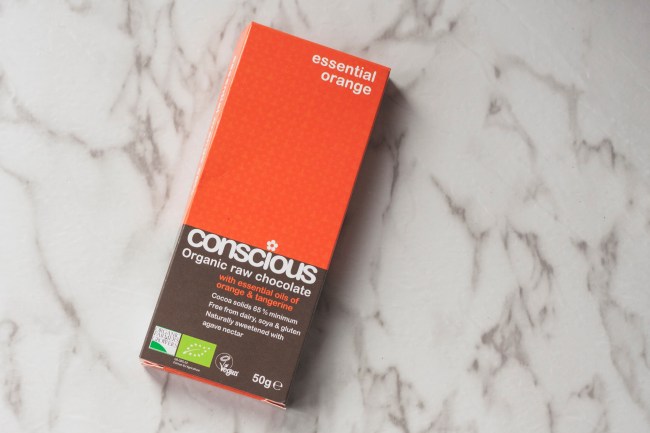 essential
orange
conscious
Organic raw chocolate
with essential oils of
orange & tangerine
Cocoa solids 65% minimum
Free from dairy, soya & gluten
Naturally sweetened with
agave nectar
Vegan
50g℮